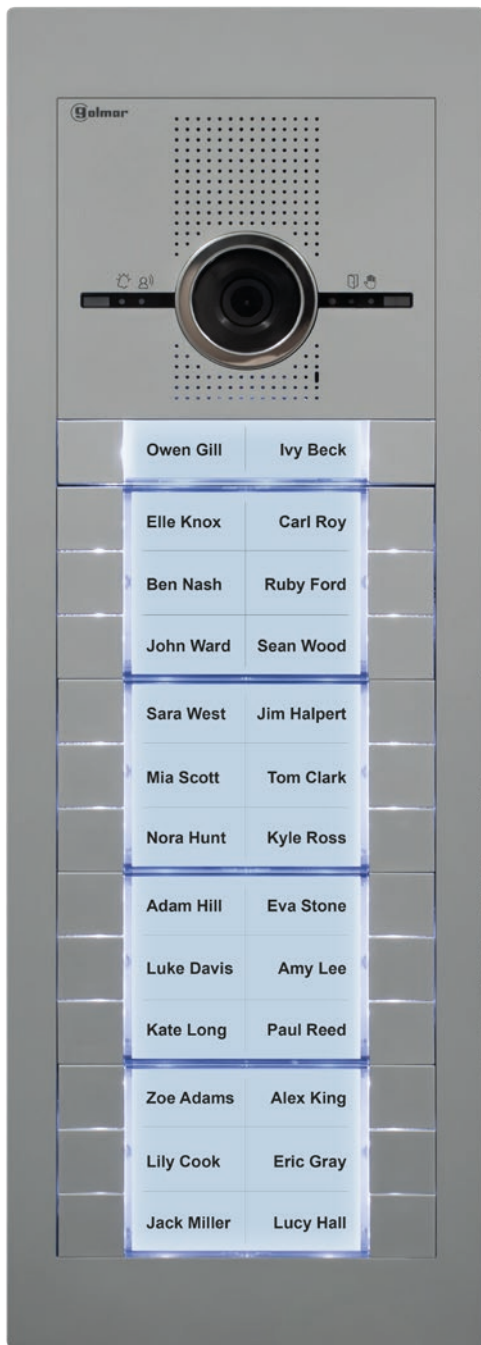 golmar
Owen Gill Ivy Beck
Elle Knox Carl Roy
Ben Nash Ruby Ford
John Ward Sean Wood
Sara West Jim Halpert
Mia Scott Tom Clark
Nora Hunt Kyle Ross
Adam Hill Eva Stone
Luke Davis Amy Lee
Kate Long Paul Reed
Zoe Adams Alex King
Lily Cook Eric Gray
Jack Miller Lucy Hall